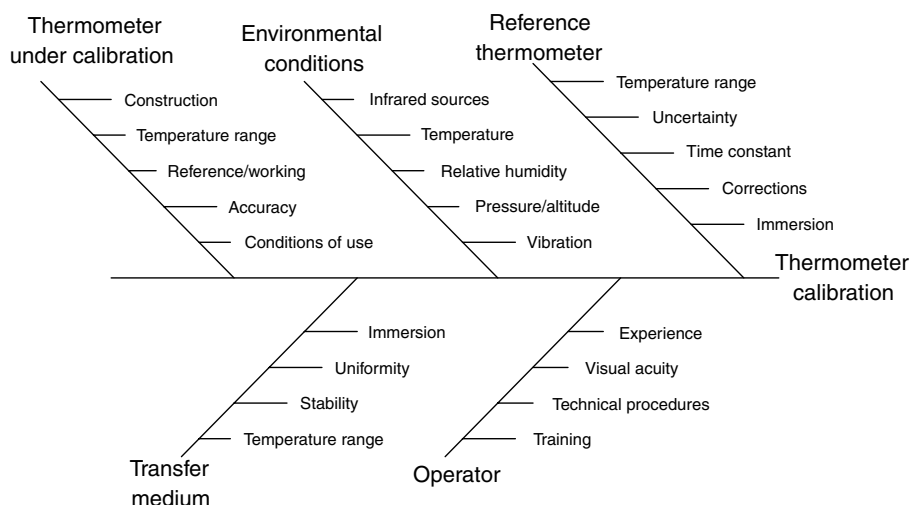 Thermometer
under calibration
Construction
Temperature range
Reference/working
Accuracy
Conditions of use
Environmental
conditions
Infrared sources
Temperature
Relative humidity
Pressure/altitude
Vibration
Reference
thermometer
Temperature range
Uncertainty
Time constant
Corrections
Immersion
Thermometer
calibration
Immersion
Uniformity
Stability
Temperature range
Transfer
medium
Experience
Visual acuity
Technical procedures
Training
Operator